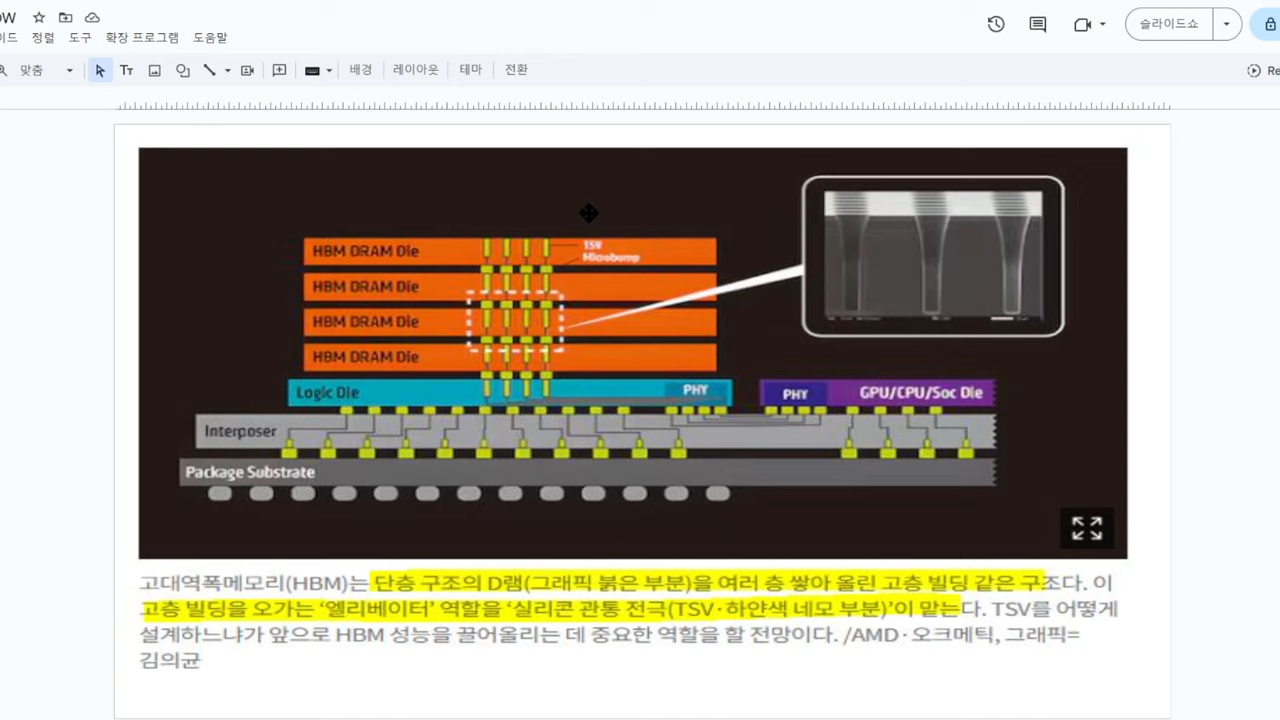 OW
이드 정렬 도구 확장 프로그램 도움말
슬라이드쇼
맞춤 배경 레이아웃 테마 전환 Re
HBM DRAM Die
TSV
Microbump
HBM DRAM Die
HBM DRAM Die
HBM DRAM Die
Logic Die PHY PHY GPU/CPU/Soc Die
Interposer
Package Substrate
고대역폭메모리(HBM)는 단층 구조의 D램(그래픽 붉은 부분)을 여러 층 쌓아 올린 고층 빌딩 같은 구조다. 이
고층 빌딩을 오가는 ‘엘리베이터’ 역할을 ‘실리콘 관통 전극(TSV·하얀색 네모 부분)’이 맡는다. TSV를 어떻게
설계하느냐가 앞으로 HBM 성능을 끌어올리는 데 중요한 역할을 할 전망이다. /AMD·오크메틱, 그래픽=
김의균